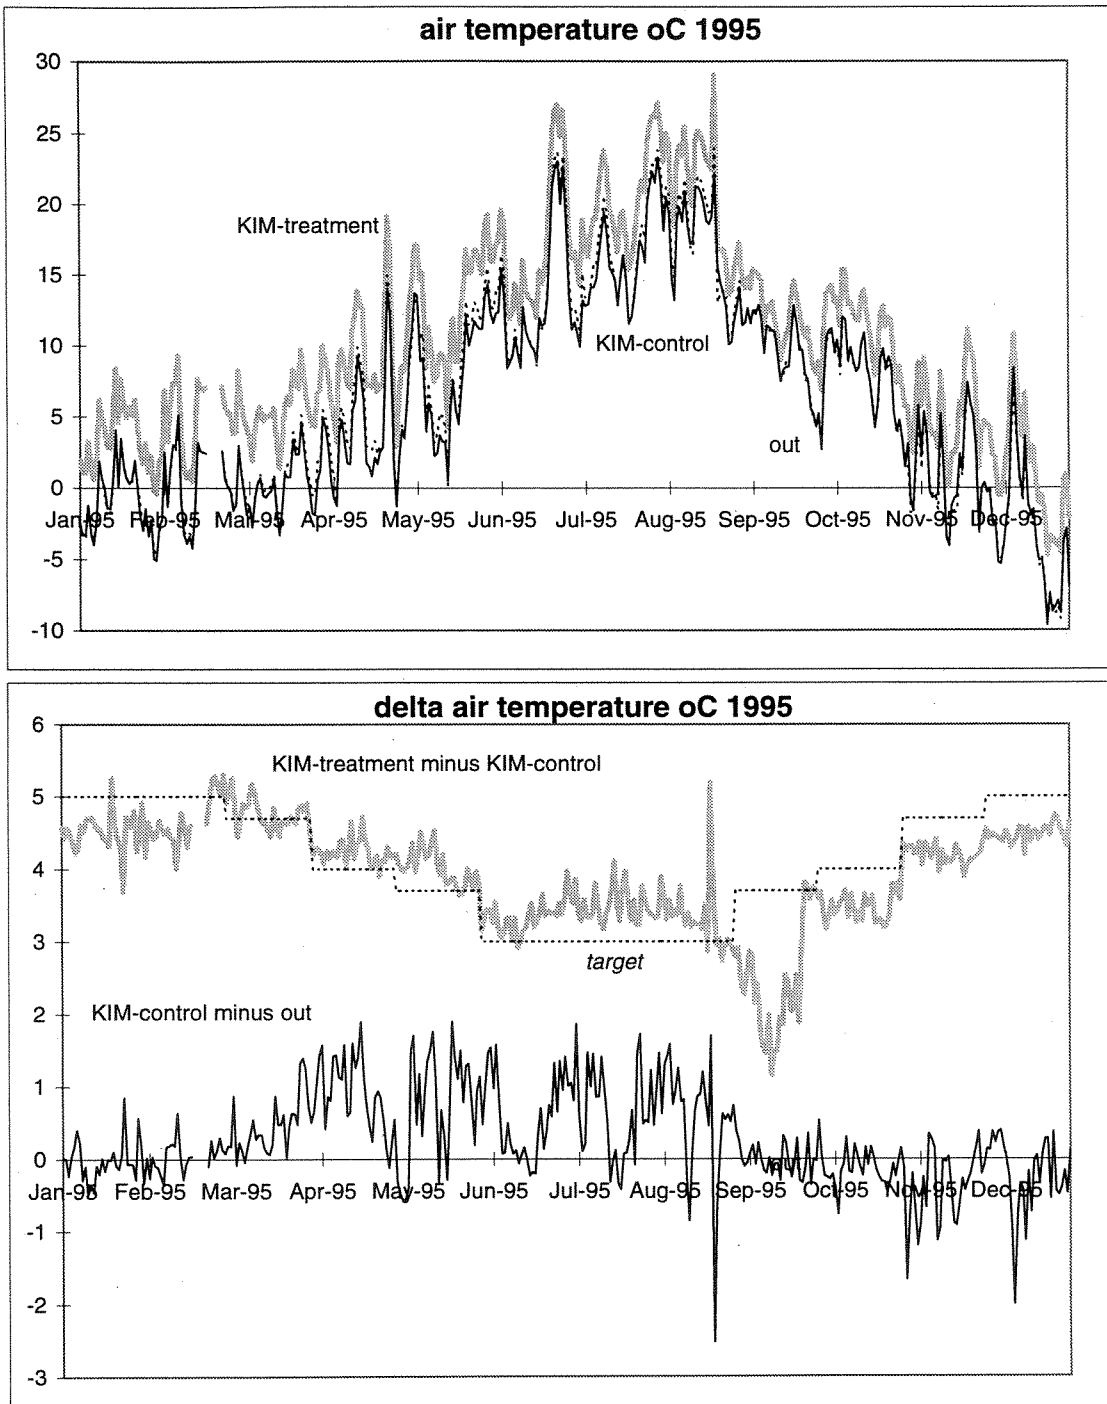 air temperature oC 1995
30
25
20
15
10
5
0
-5
-10
KIM-treatment
KIM-control
out
Jan-95 Feb-95 Mar-95 Apr-95 May-95 Jun-95 Jul-95 Aug-95 Sep-95 Oct-95 Nov-95 Dec-95
delta air temperature oC 1995
6
5
4
3
2
1
0
-1
-2
-3
KIM-treatment minus KIM-control
target
KIM-control minus out
Jan-95 Feb-95 Mar-95 Apr-95 May-95 Jun-95 Jul-95 Aug-95 Sep-95 Oct-95 Nov-95 Dec-95